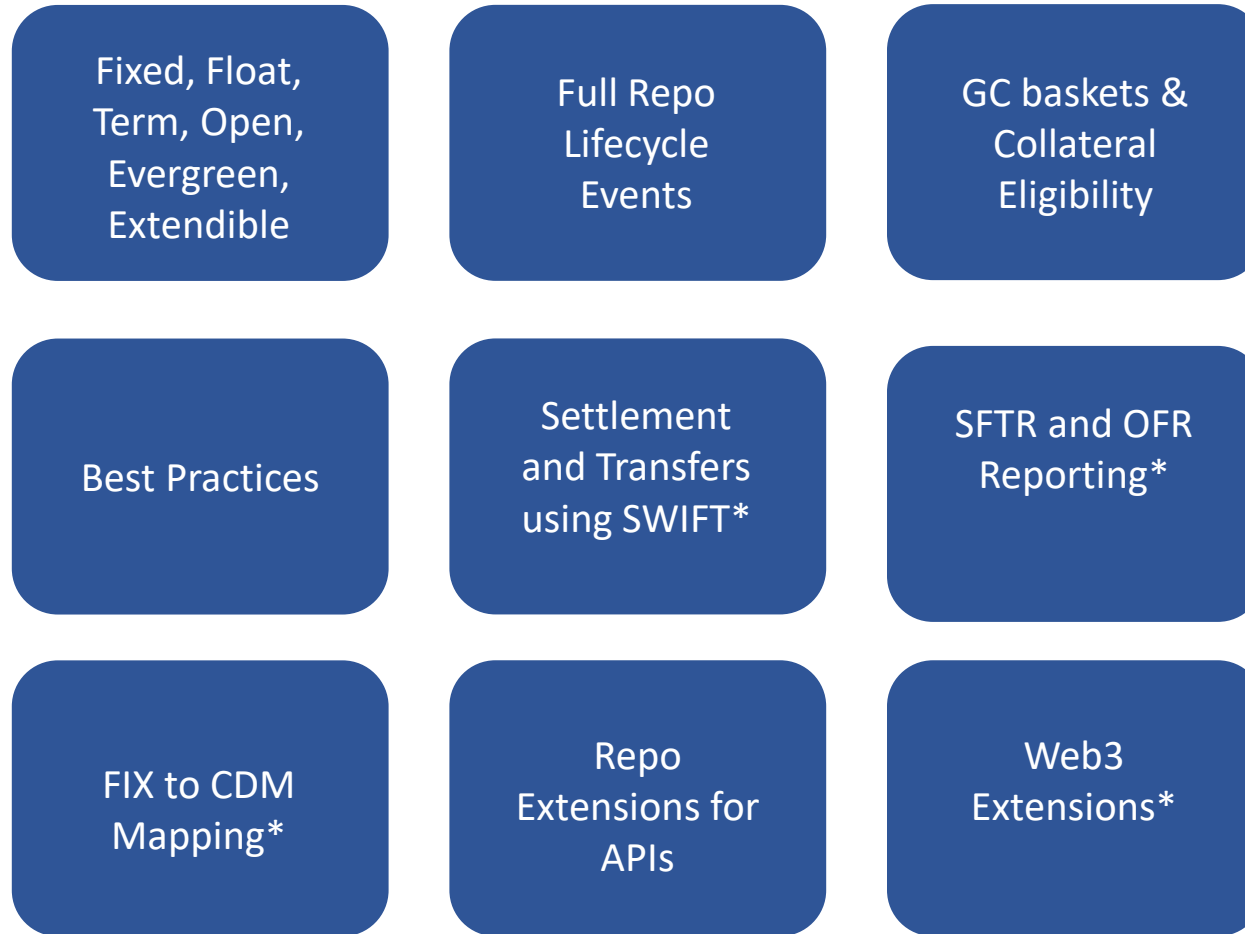 Fixed, Float,
Term, Open,
Evergreen,
Extendible
Full Repo
Lifecycle
Events
GC baskets &
Collateral
Eligibility
Best Practices
Settlement
and Transfers
using SWIFT*
SFTR and OFR
Reporting*
FIX to CDM
Mapping*
Repo
Extensions for
APIs
Web3
Extensions*